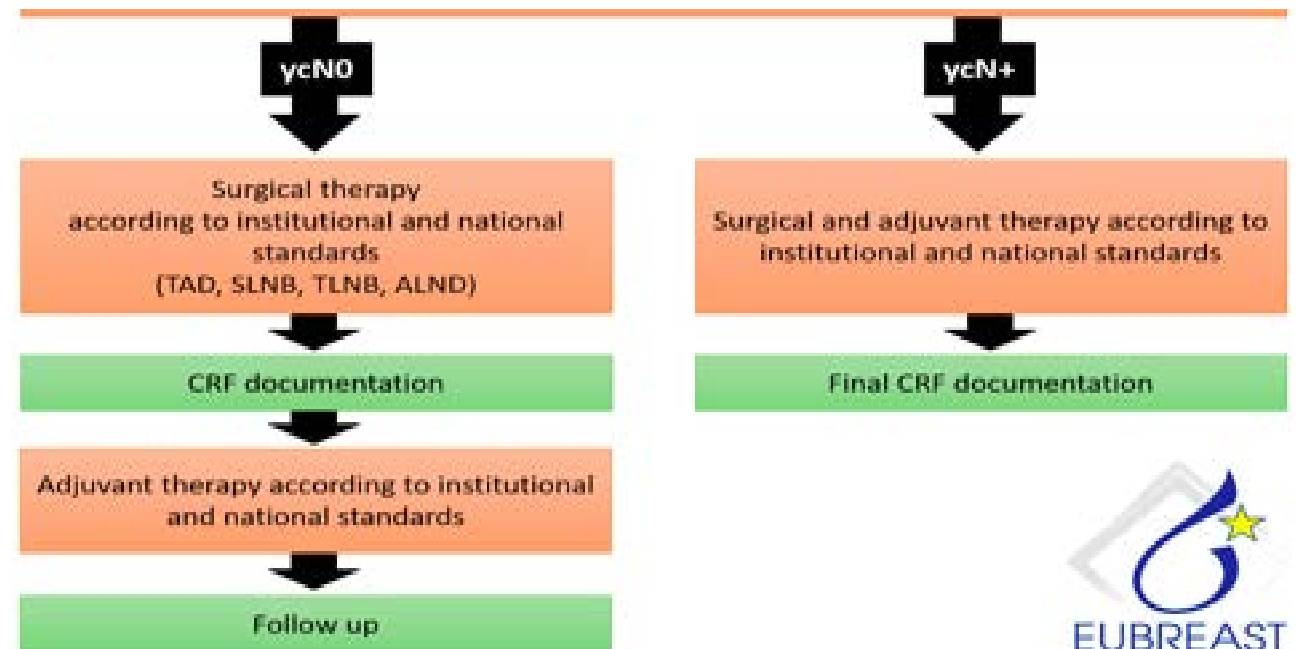 ycN0
Surgical therapy
according to institutional and national
standards
(TAD, SLNB, TLNB, ALND)
CRF documentation
Adjuvant therapy according to institutional
and national standards
Follow up
ycN+
Surgical and adjuvant therapy according to
institutional and national standards
Final CRF documentation
EUBREAST